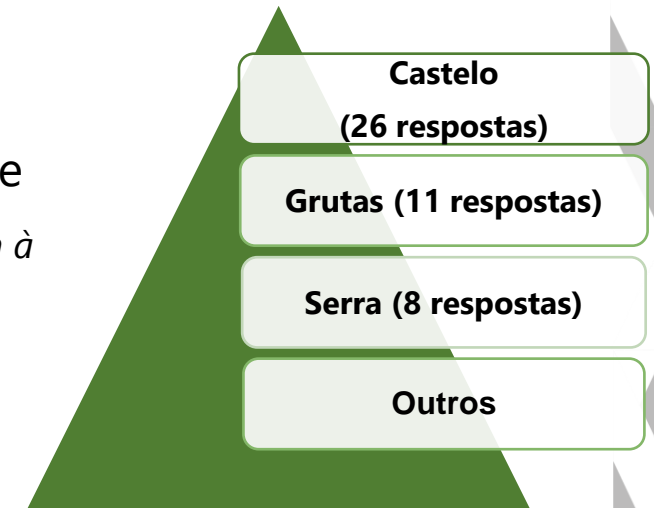 Castelo
(26 respostas)
e
Grutas (11 respostas)
à
Serra (8 respostas)
Outros